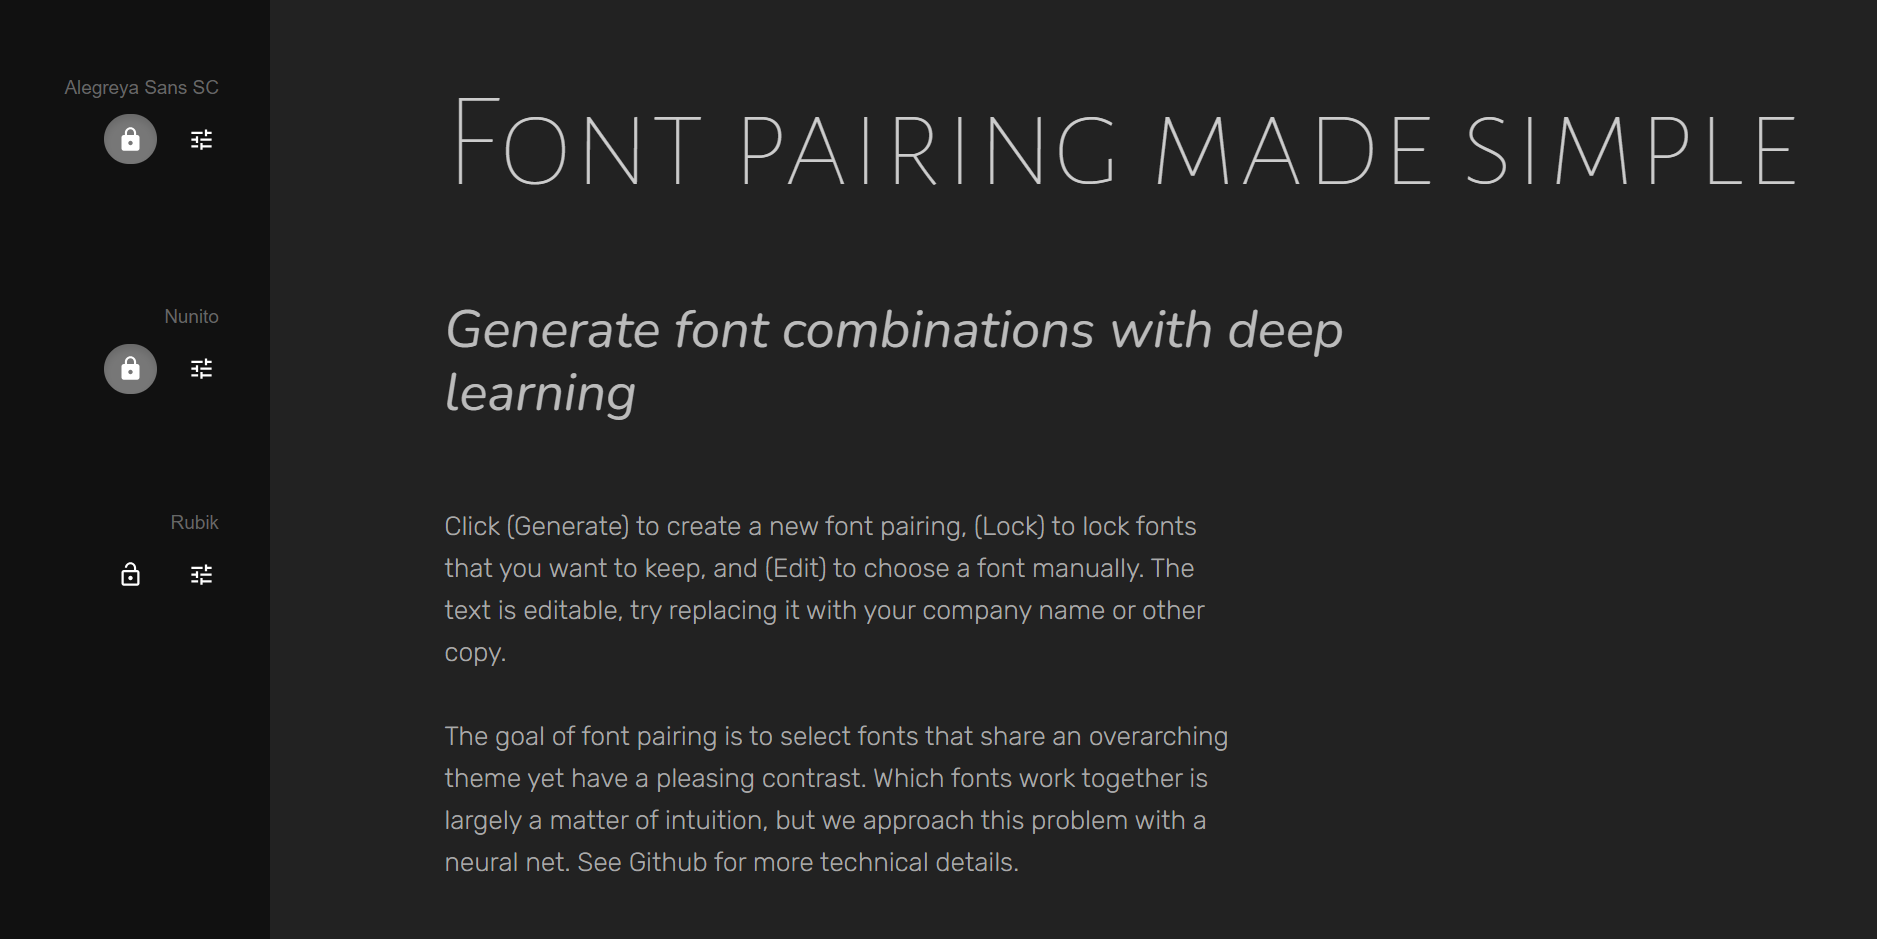 Alegreya Sans SC
Font pairing made simple
Nunito
Generate font combinations with deep
learning
Rubik
Click (Generate) to create a new font pairing, (Lock) to lock fonts
that you want to keep, and (Edit) to choose a font manually. The
text is editable, try replacing it with your company name or other
copy.
The goal of font pairing is to select fonts that share an overarching
theme yet have a pleasing contrast. Which fonts work together is
largely a matter of intuition, but we approach this problem with a
neural net. See Github for more technical details.